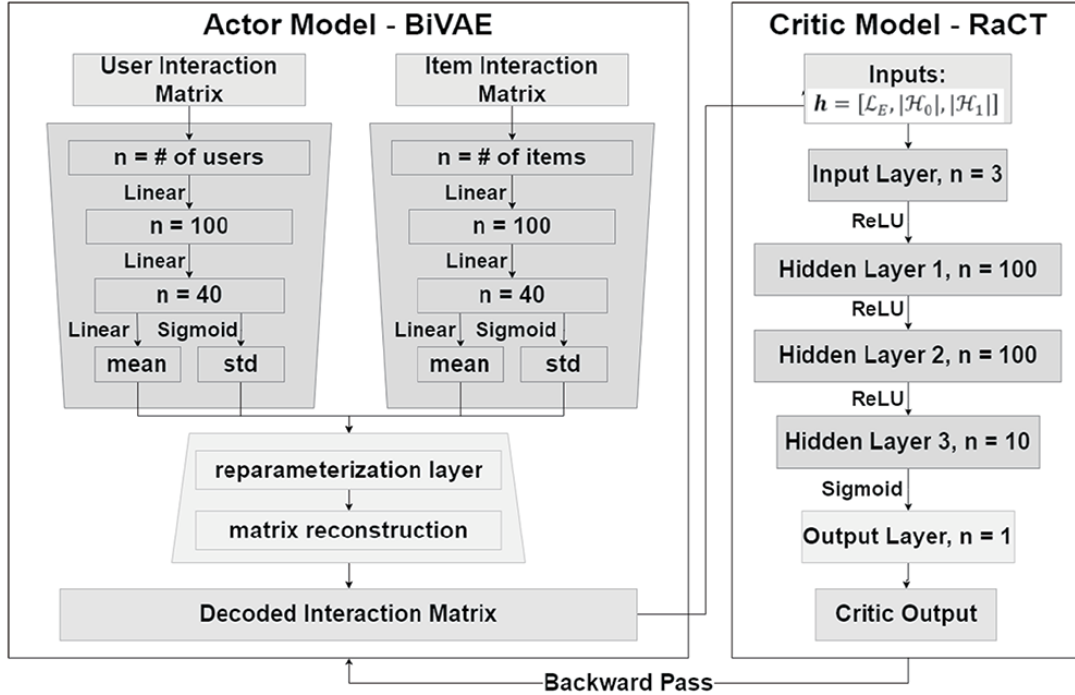 Actor Model - BiVAE
User Interaction
Matrix
n = # of users
Linear
n = 100
Linear
n = 40
Linear
Sigmoid
mean
std
Item Interaction
Matrix
n = # of items
Linear
n = 100
Linear
n = 40
Linear
Sigmoid
mean
std
reparameterization layer
matrix reconstruction
Decoded Interaction Matrix
Critic Model - RaCT
Inputs:
𝒉 = [ℒ_E, |ℋ₀|, |ℋ₁|]
Input Layer, n = 3
ReLU
Hidden Layer 1, n = 100
ReLU
Hidden Layer 2, n = 100
ReLU
Hidden Layer 3, n = 10
Sigmoid
Output Layer, n = 1
Critic Output
Backward Pass